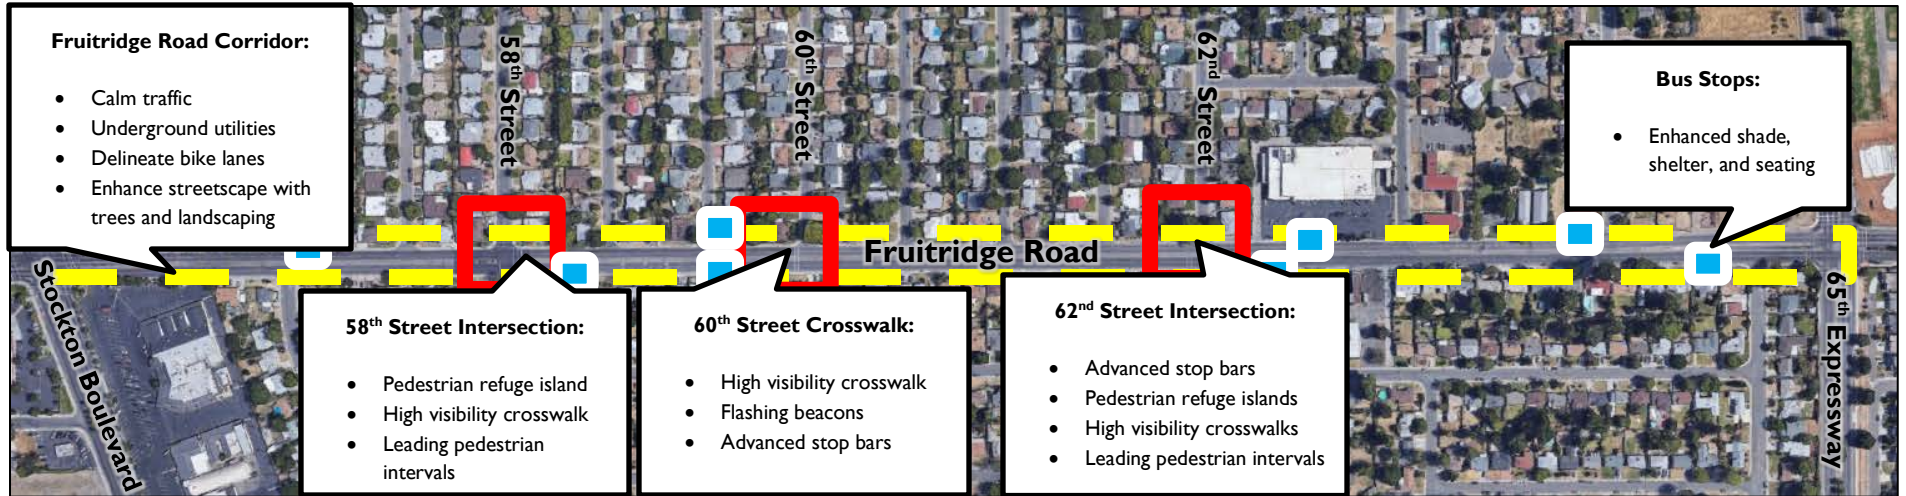 Fruitridge Road Corridor:
• Calm traffic
• Underground utilities
• Delineate bike lanes
• Enhance streetscape with
trees and landscaping
58th Street
60th Street
62nd Street
Bus Stops:
• Enhanced shade,
shelter, and seating
Fruitridge Road
Stockton Boulevard
65th Expressway
58th Street Intersection:
• Pedestrian refuge island
• High visibility crosswalk
• Leading pedestrian
intervals
60th Street Crosswalk:
• High visibility crosswalk
• Flashing beacons
• Advanced stop bars
62nd Street Intersection:
• Advanced stop bars
• Pedestrian refuge islands
• High visibility crosswalks
• Leading pedestrian intervals